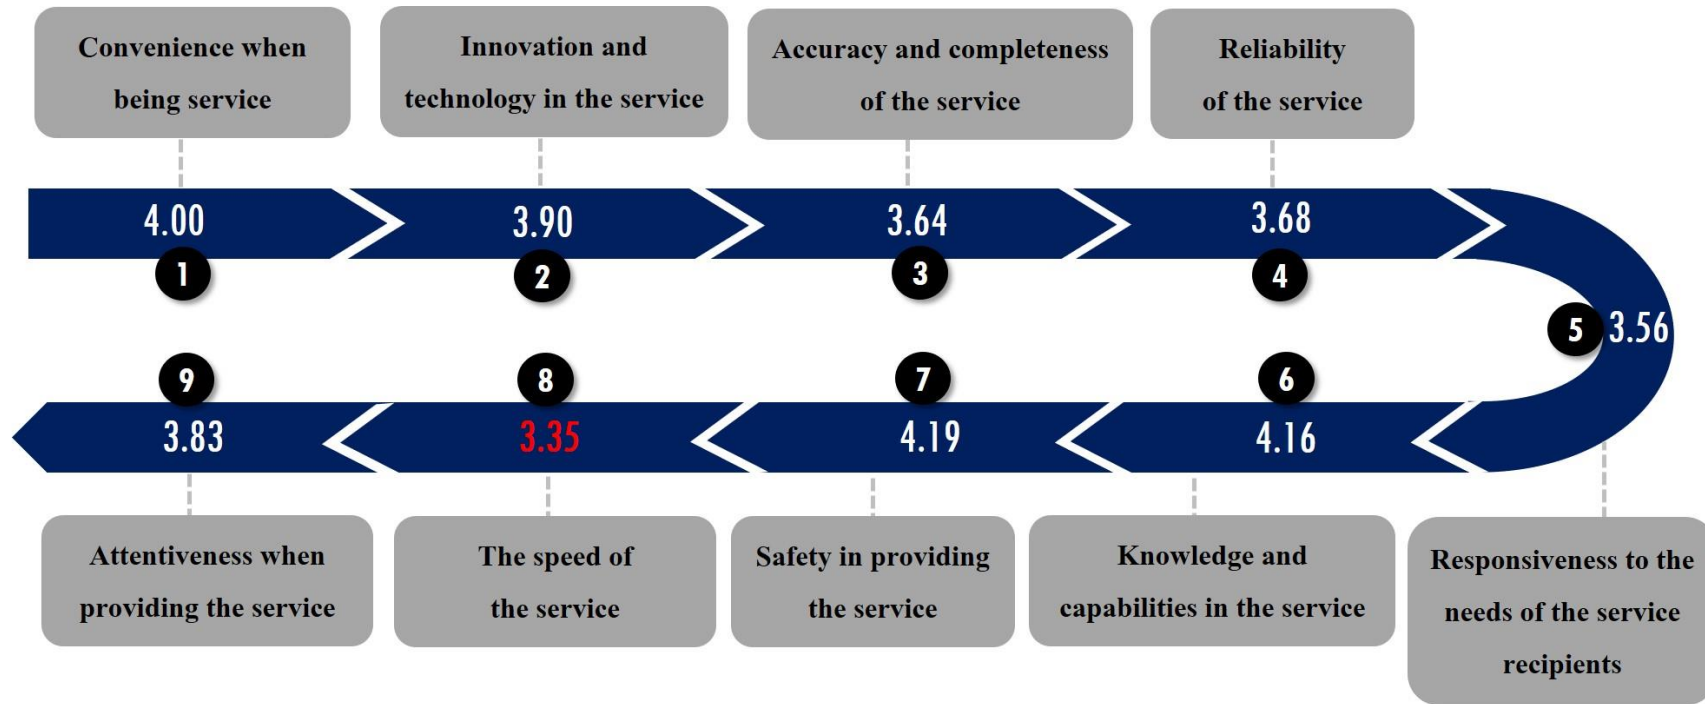 Convenience when
being service
Innovation and
technology in the service
Accuracy and completeness
of the service
Reliability
of the service
4.00
3.90
3.64
3.68
1
2
3
4
5
3.56
9
8
7
6
3.83
3.35
4.19
4.16
Attentiveness when
providing the service
The speed of
the service
Safety in providing
the service
Knowledge and
capabilities in the service
Responsiveness to the
needs of the service
recipients